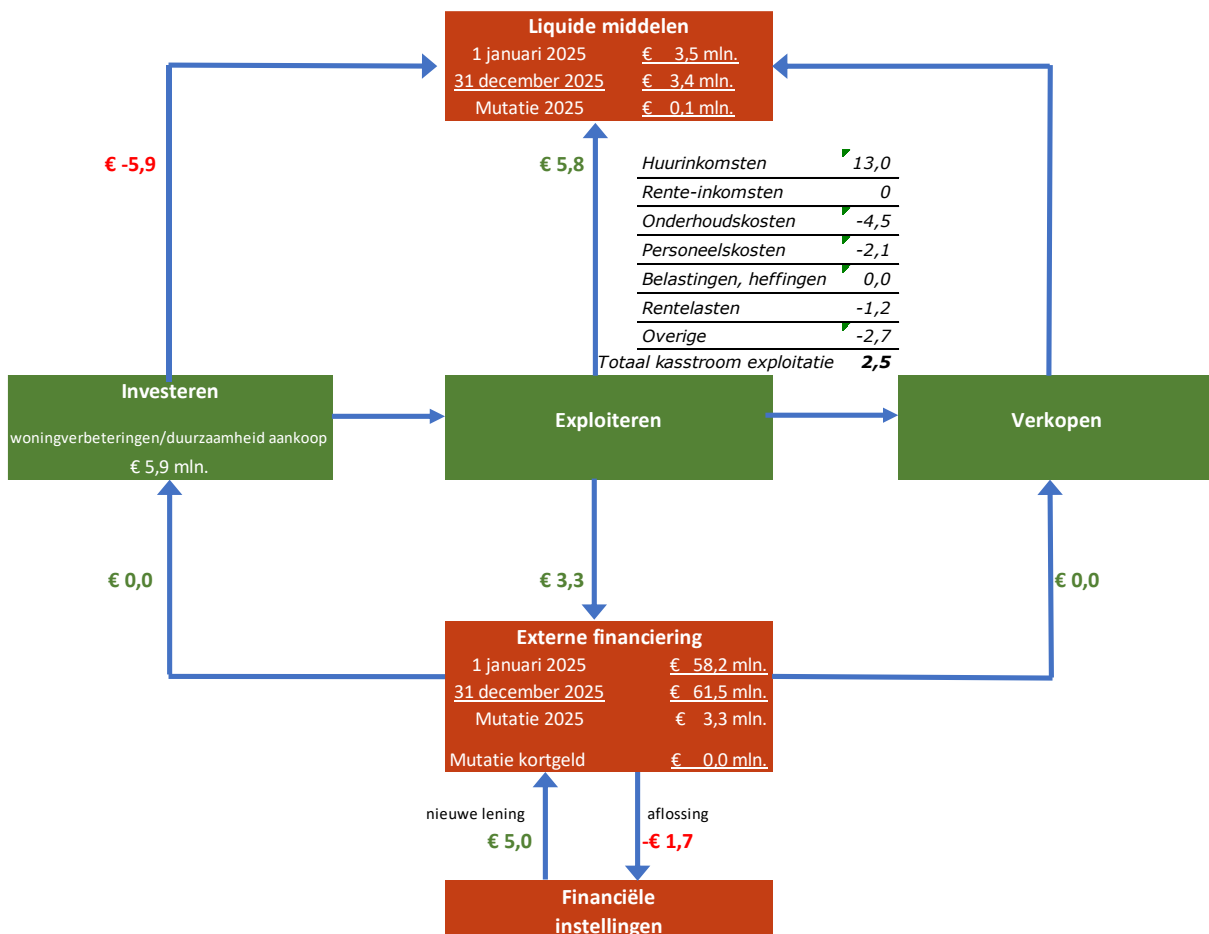 Liquide middelen
1 januari 2025 € 3,5 mln.
31 december 2025 € 3,4 mln.
Mutatie 2025 € 0,1 mln.
€ -5,9
€ 5,8
Huurinkomsten 13,0
Rente-inkomsten 0
Onderhoudskosten -4,5
Personeelskosten -2,1
Belastingen, heffingen 0,0
Rentelasten -1,2
Overige -2,7
Totaal kasstroom exploitatie 2,5
Investeren
woningverbeteringen/duurzaamheid aankoop
€ 5,9 mln.
Exploiteren
Verkopen
€ 0,0
€ 3,3
€ 0,0
Externe financiering
1 januari 2025 € 58,2 mln.
31 december 2025 € 61,5 mln.
Mutatie 2025 € 3,3 mln.
Mutatie kortgeld € 0,0 mln.
nieuwe lening
€ 5,0
aflossing
-€ 1,7
Financiële
instellingen